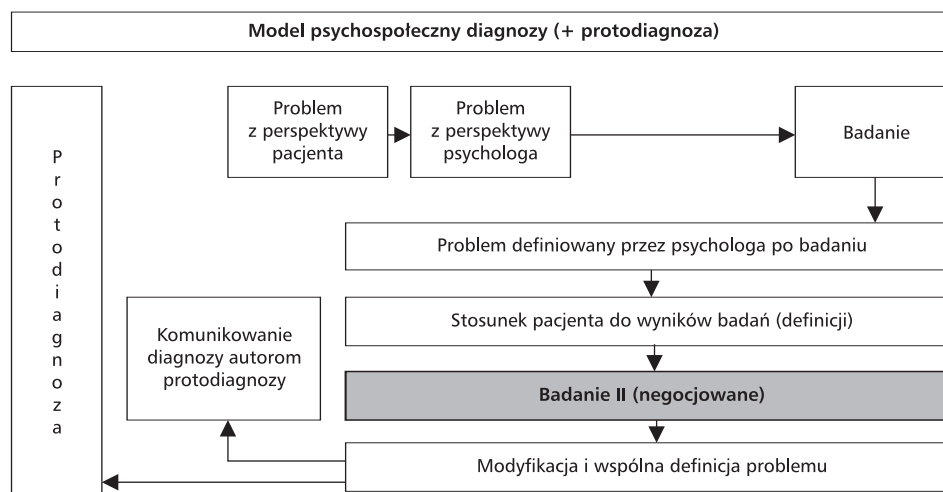 Model psychospołeczny diagnozy (+ protodiagnoza)
Protodiagnoza
Problem
z perspektywy
pacjenta
Problem
z perspektywy
psychologa
Badanie
Problem definiowany przez psychologa po badaniu
Stosunek pacjenta do wyników badań (definicji)
Komunikowanie
diagnozy autorom
protodiagnozy
Badanie II (negocjowane)
Modyfikacja i wspólna definicja problemu